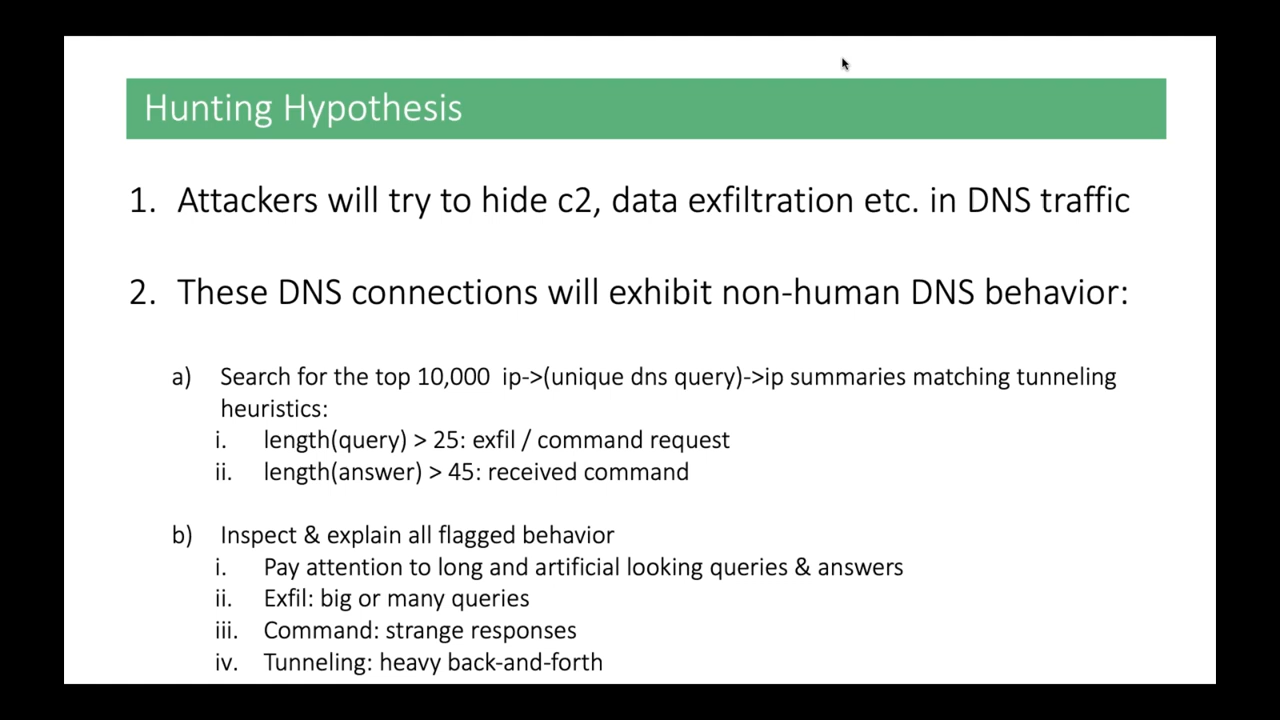 Hunting Hypothesis
1. Attackers will try to hide c2, data exfiltration etc. in DNS traffic
2. These DNS connections will exhibit non-human DNS behavior:
a) Search for the top 10,000 ip->(unique dns query)->ip summaries matching tunneling
heuristics:
i. length(query) > 25: exfil / command request
ii. length(answer) > 45: received command
b) Inspect & explain all flagged behavior
i. Pay attention to long and artificial looking queries & answers
ii. Exfil: big or many queries
iii. Command: strange responses
iv. Tunneling: heavy back-and-forth